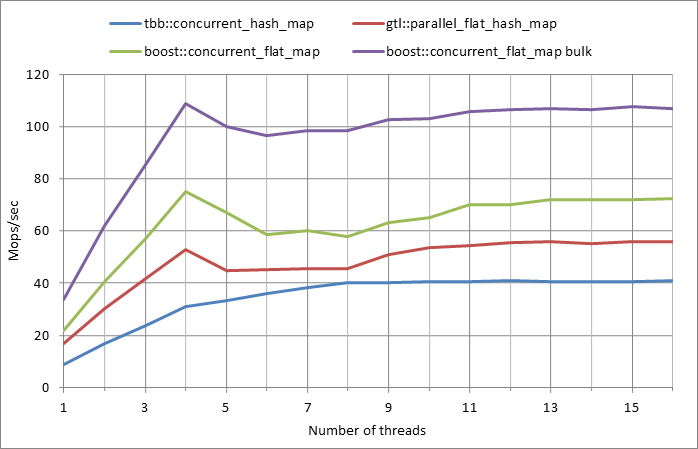 tbb::concurrent_hash_map gtl::parallel_flat_hash_map
boost::concurrent_flat_map boost::concurrent_flat_map bulk
120
100
80
60
40
20
0
Mops/sec
1 3 5 7 9 11 13 15
Number of threads